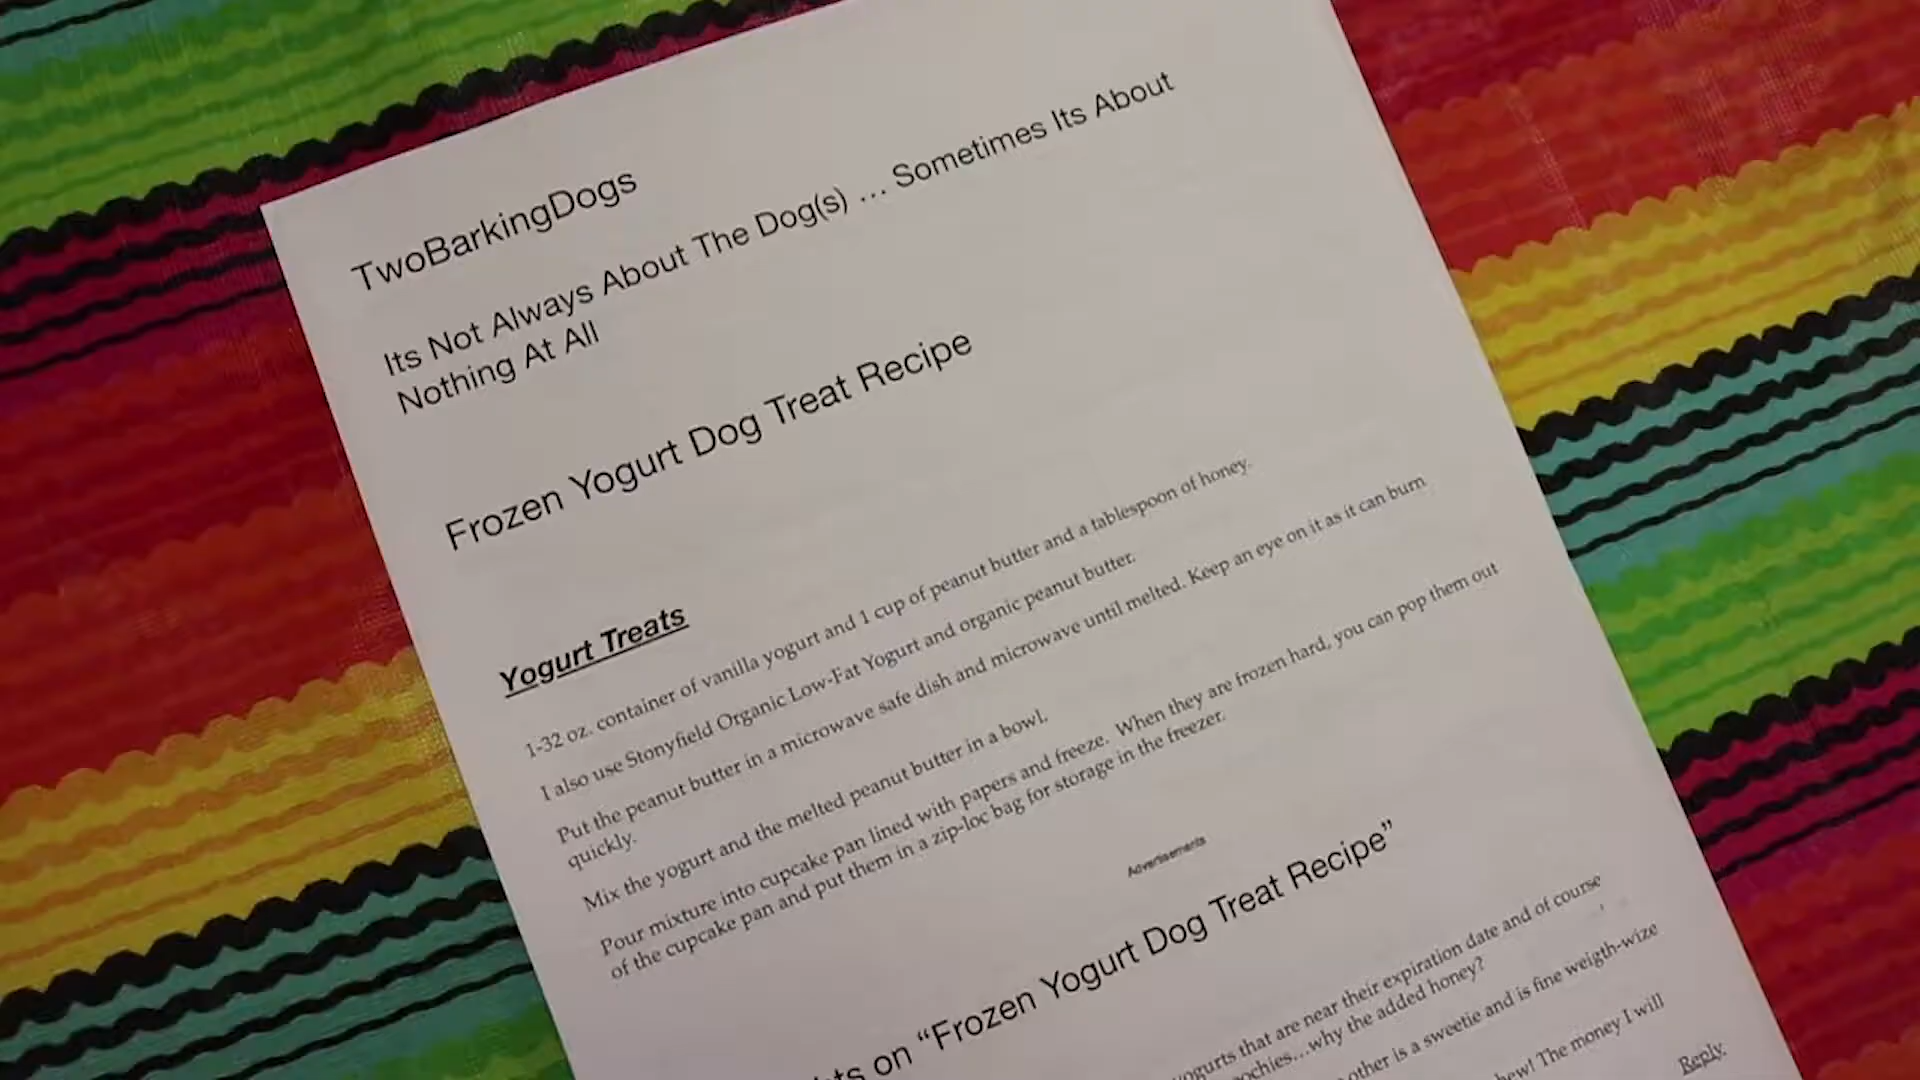 TwoBarkingDogs
Its Not Always About The Dog(s) … Sometimes Its About
Nothing At All
Frozen Yogurt Dog Treat Recipe
Yogurt Treats
1-32 oz. container of vanilla yogurt and 1 cup of peanut butter and a tablespoon of honey.
I also use Stonyfield Organic Low-Fat Yogurt and organic peanut butter.
Put the peanut butter in a microwave safe dish and microwave until melted. Keep an eye on it as it can burn
quickly.
Mix the yogurt and the melted peanut butter in a bowl.
Pour mixture into cupcake pan lined with papers and freeze. When they are frozen hard, you can pop them out
of the cupcake pan and put them in a zip-loc bag for storage in the freezer.
Advertisements
on “Frozen Yogurt Dog Treat Recipe”
yogurts that are near their expiration date and of course
why the added honey?
other is a sweetie and is fine weigth-wize
The money I will
Reply